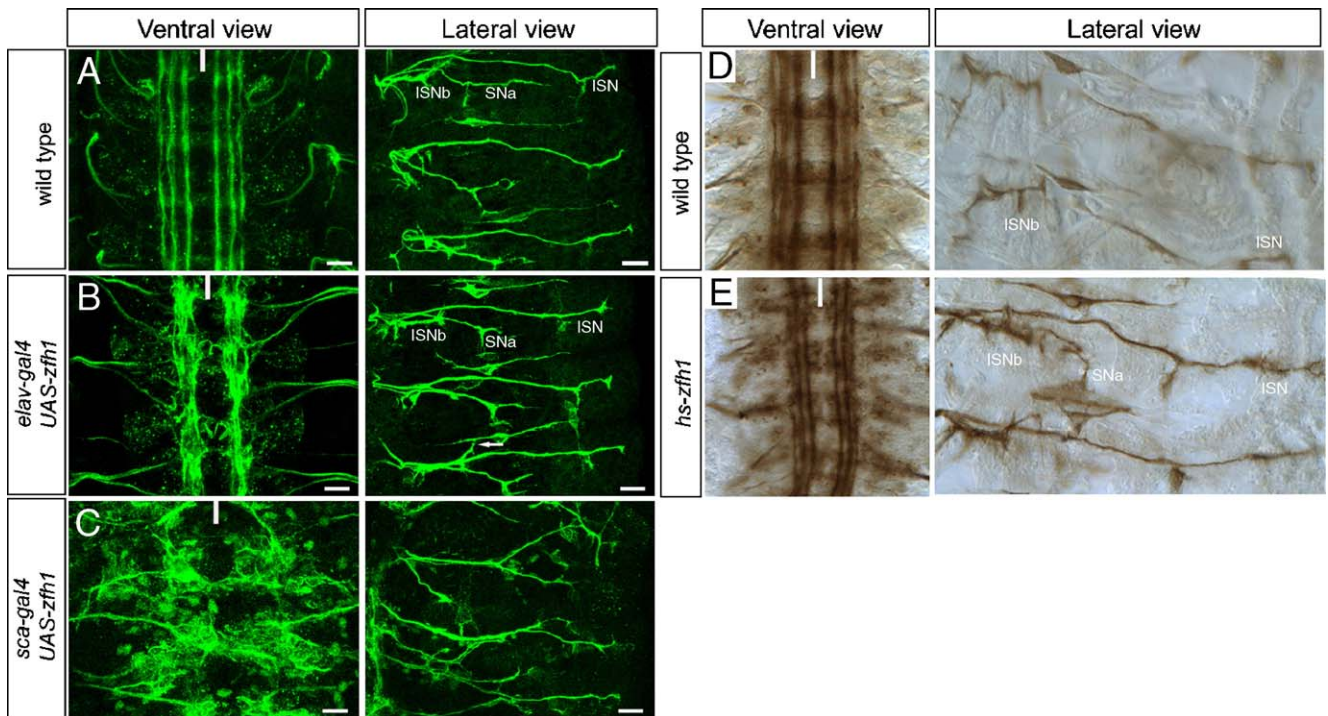 Ventral view
Lateral view
Ventral view
Lateral view
wild type
A
ISNb
SNa
ISN
wild type
D
ISNb
ISN
elav-gal4
UAS-zfh1
B
ISNb
SNa
ISN
hs-zfh1
E
ISNb
SNa
ISN
sca-gal4
UAS-zfh1
C